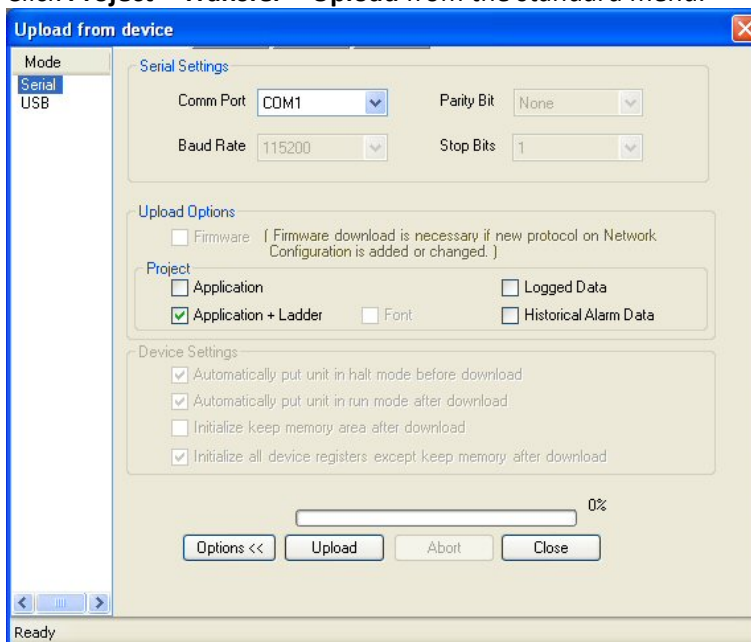 Upload from device
Mode
Serial
USB
Serial Settings
Comm Port COM1 Parity Bit None
Baud Rate 115200 Stop Bits 1
Upload Options
Firmware ( Firmware download is necessary if new protocol on Network
Configuration is added or changed. )
Project
Application Logged Data
Application + Ladder Font Historical Alarm Data
Device Settings
Automatically put unit in halt mode before download
Automatically put unit in run mode after download
Initialize keep memory area after download
Initialize all device registers except keep memory after download
0%
Options << Upload Abort Close
Ready